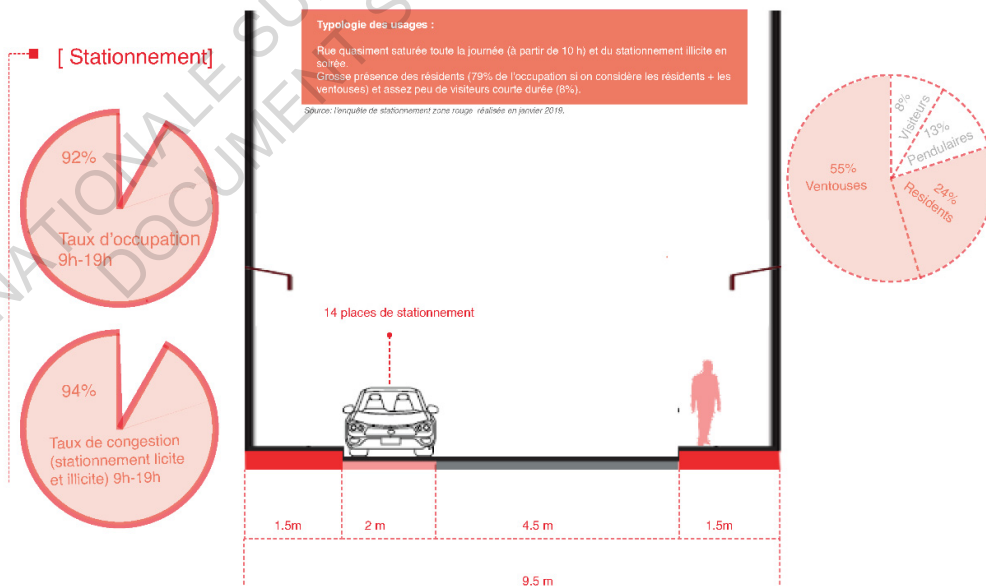 Typologie des usages :
Rue quasiment saturée toute la journée (à partir de 10 h) et du stationnement illicite en
soirée.
Grosse présence des résidents (79% de l'occupation si on considère les résidents + les
ventouses) et assez peu de visiteurs courte durée (8%).
Source: l'enquête de stationnement zone rouge réalisés en janvier 2019.
[ Stationnement]
92%
Taux d'occupation
9h-19h
94%
Taux de congestion
(stationnement licite
et illicite) 9h-19h
14 places de stationnement
8%
Visiteurs
13%
Pendulaires
55%
Ventouses
24%
Residents
1.5m
2 m
4.5 m
1.5m
9.5 m
NATIONALE SU
DOCUMENT S